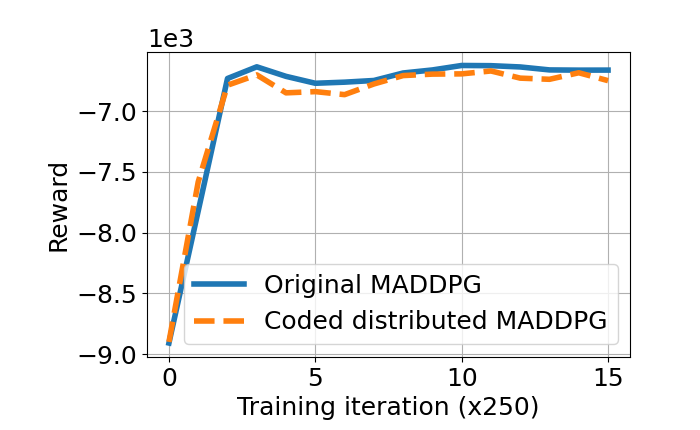 1e3
−7.0
−7.5
−8.0
−8.5
−9.0
Reward
Original MADDPG
Coded distributed MADDPG
0 5 10 15
Training iteration (x250)